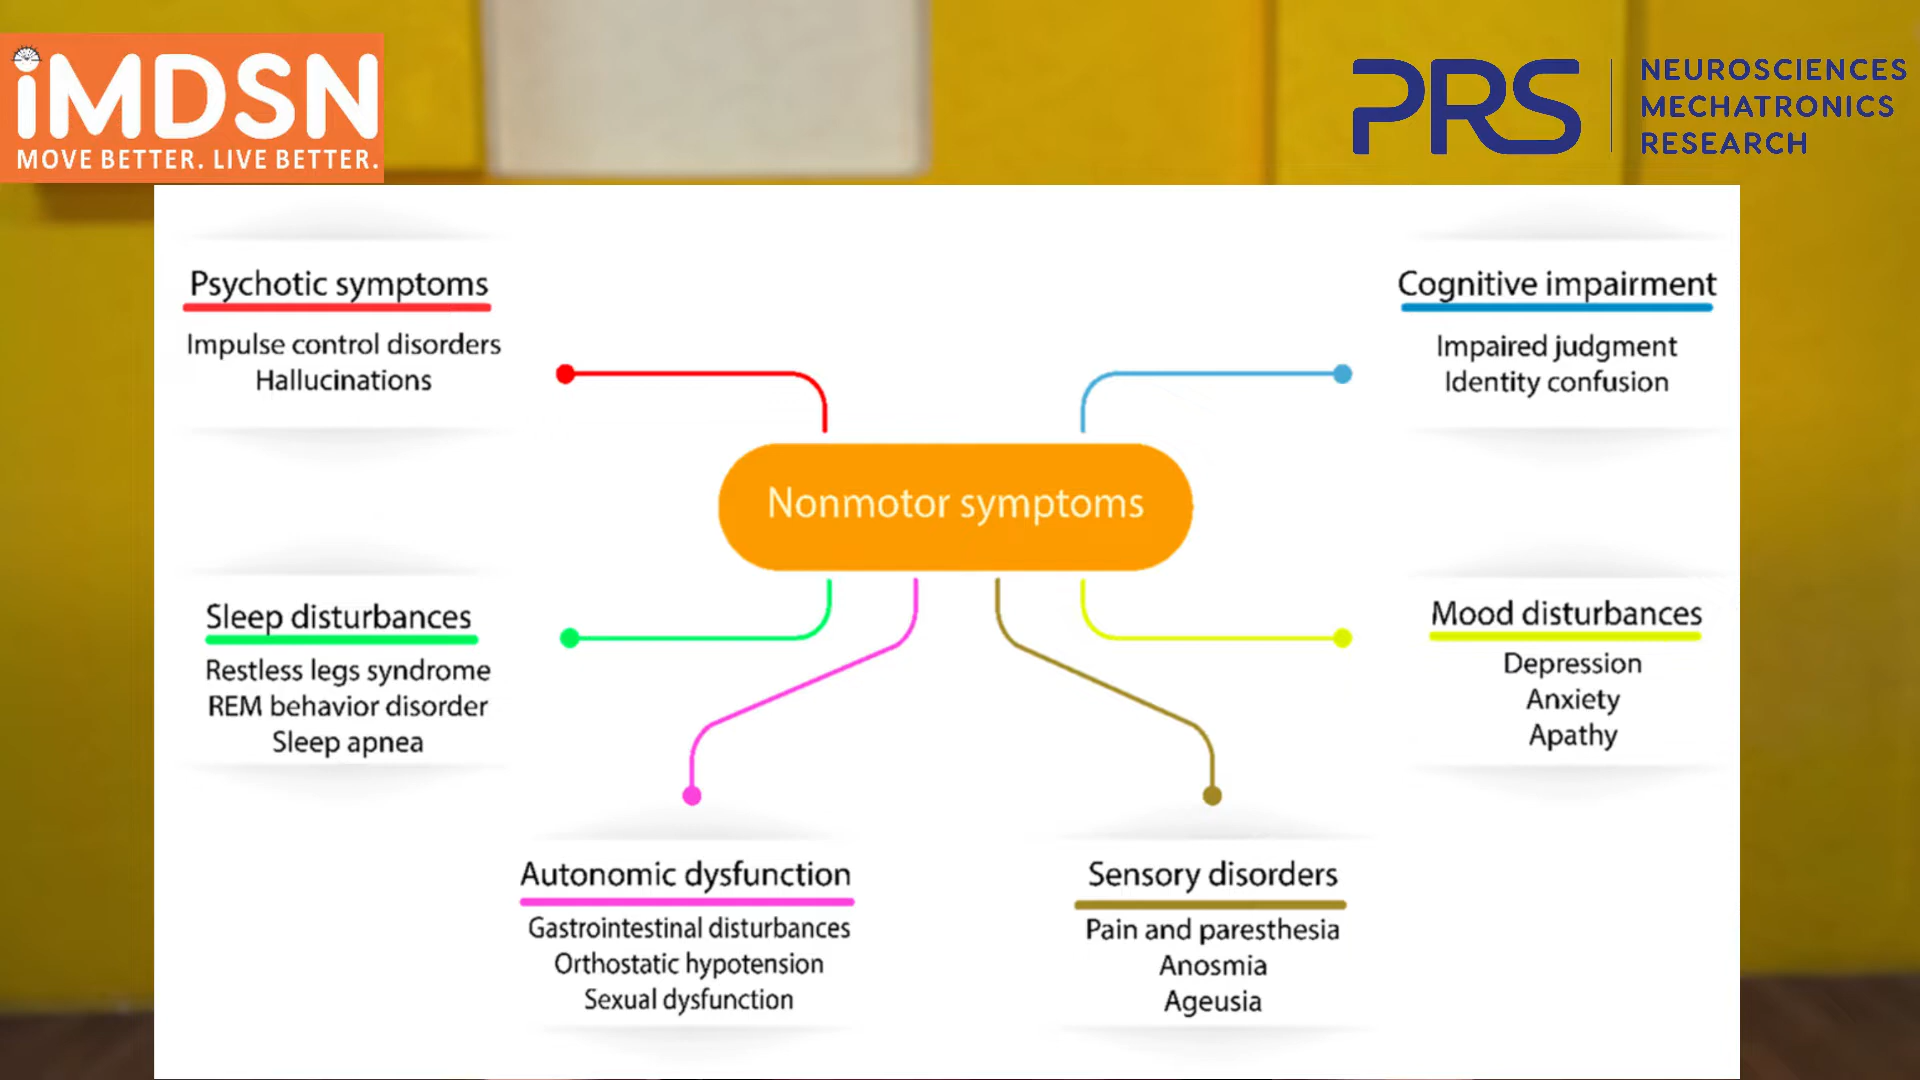 iMDSN
MOVE BETTER. LIVE BETTER.
PRS
NEUROSCIENCES
MECHATRONICS
RESEARCH
Psychotic symptoms
Impulse control disorders
Hallucinations
Cognitive impairment
Impaired judgment
Identity confusion
Nonmotor symptoms
Sleep disturbances
Restless legs syndrome
REM behavior disorder
Sleep apnea
Mood disturbances
Depression
Anxiety
Apathy
Autonomic dysfunction
Gastrointestinal disturbances
Orthostatic hypotension
Sexual dysfunction
Sensory disorders
Pain and paresthesia
Anosmia
Ageusia